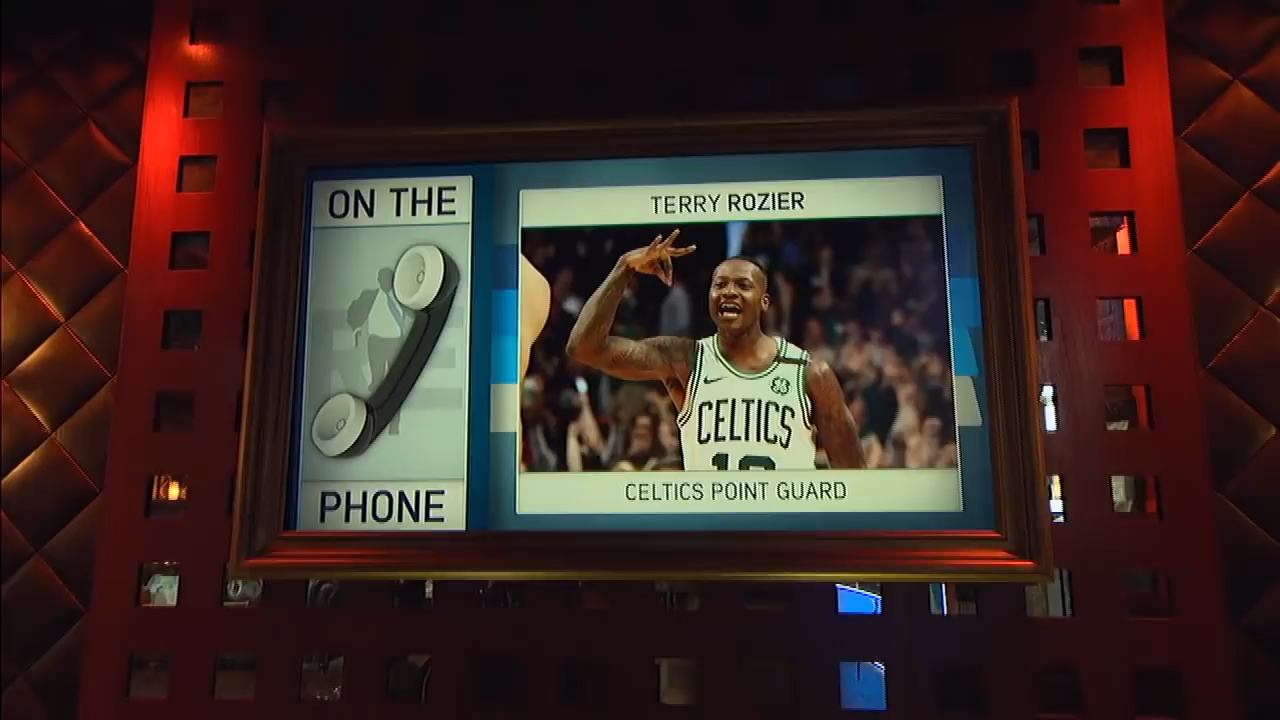 ON THE
PHONE
TERRY ROZIER
CELTICS
CELTICS POINT GUARD